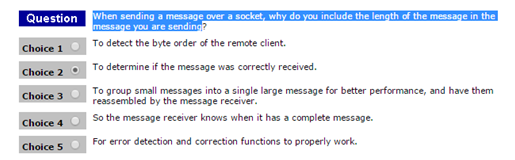 Question
When sending a message over a socket, why do you include the length of the message in the
message you are sending?
Choice 1 To detect the byte order of the remote client.
Choice 2 To determine if the message was correctly received.
Choice 3 To group small messages into a single large message for better performance, and have them
reassembled by the message receiver.
Choice 4 So the message receiver knows when it has a complete message.
Choice 5 For error detection and correction functions to properly work.